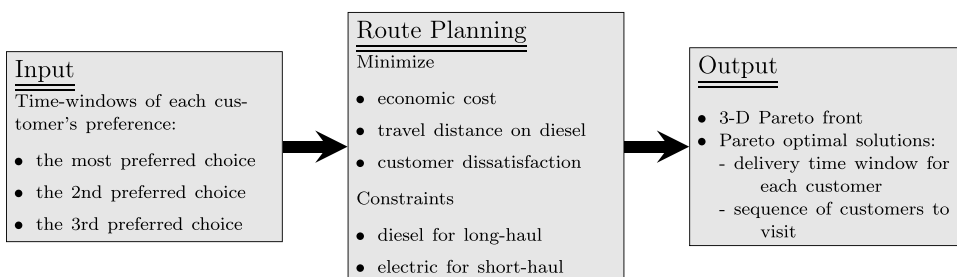 Input
Time-windows of each cus-
tomer's preference:
• the most preferred choice
• the 2nd preferred choice
• the 3rd preferred choice
Route Planning
Minimize
• economic cost
• travel distance on diesel
• customer dissatisfaction
Constraints
• diesel for long-haul
• electric for short-haul
Output
• 3-D Pareto front
• Pareto optimal solutions:
- delivery time window for
each customer
- sequence of customers to
visit